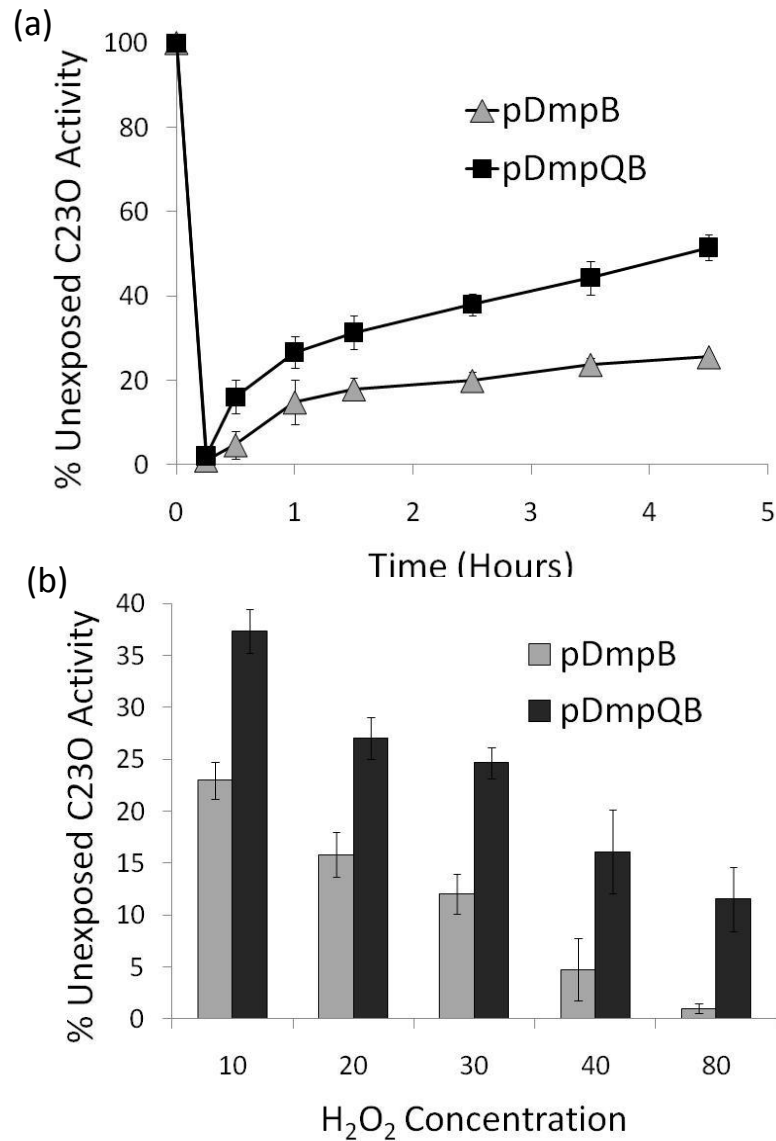 (a)
% Unexposed C23O Activity
100
80
60
40
20
0
pDmpB
pDmpQB
0 1 2 3 4 5
Time (Hours)
(b)
% Unexposed C23O Activity
40
35
30
25
20
15
10
5
0
pDmpB
pDmpQB
10 20 30 40 80
H₂O₂ Concentration